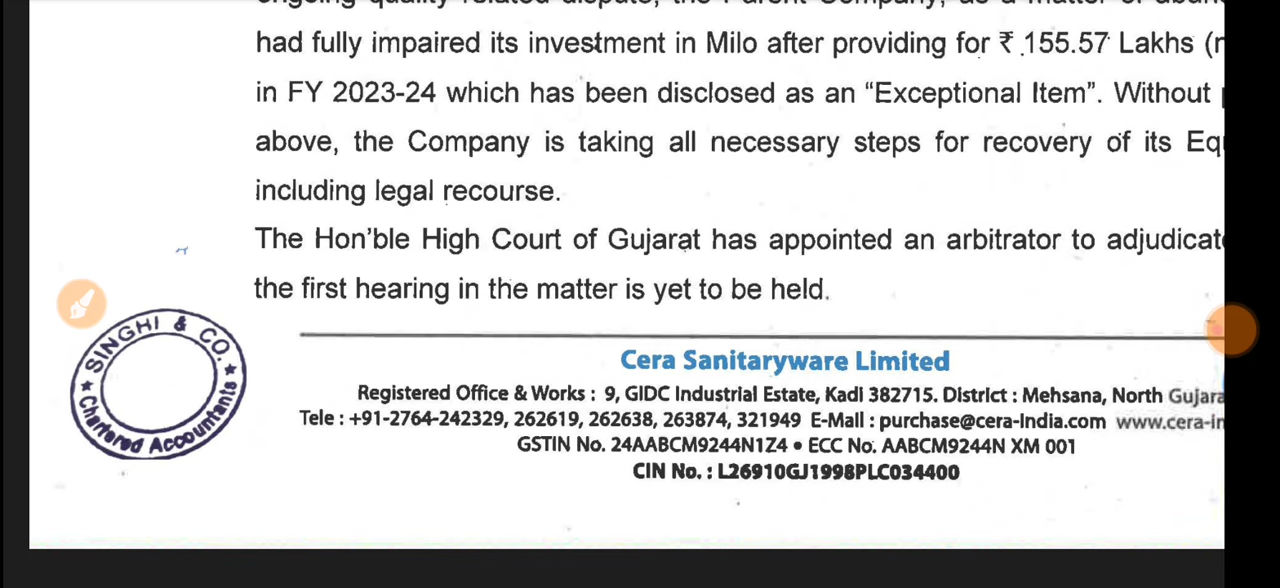 had fully impaired its investment in Milo after providing for ₹ 155.57 Lakhs
in FY 2023-24 which has been disclosed as an “Exceptional Item”. Without
above, the Company is taking all necessary steps for recovery of its
including legal recourse.
The Hon’ble High Court of Gujarat has appointed an arbitrator to
the first hearing in the matter is yet to be held.
SINGHI & CO.
★ Chartered Accountants ★
Cera Sanitaryware Limited
Registered Office & Works : 9, GIDC Industrial Estate, Kadi 382715. District : Mehsana, North
Tele : +91-2764-242329, 262619, 262638, 263874, 321949 E-Mail : purchase@cera-india.com
GSTIN No. 24AABCM9244N1Z4 • ECC No. AABCM9244N XM 001
CIN No. : L26910GJ1998PLC034400